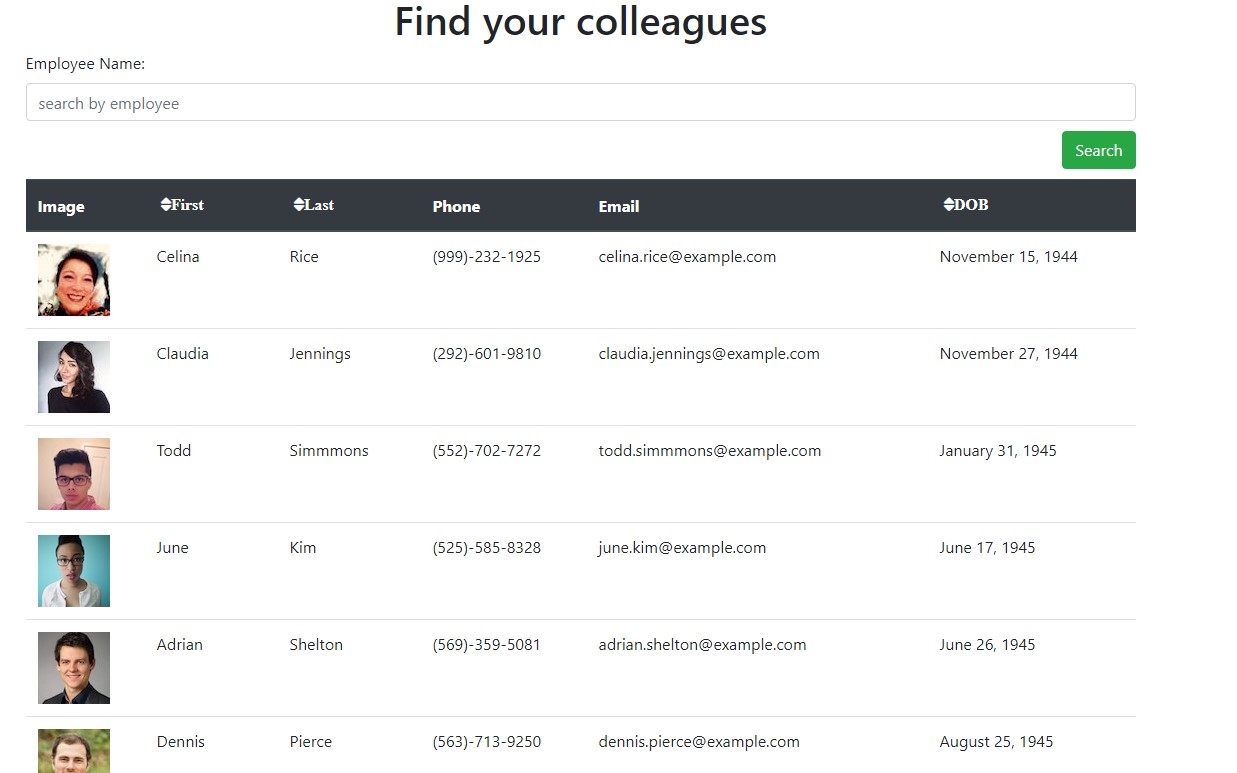 Find your colleagues
Employee Name:
search by employee
Search
Image First Last Phone Email DOB
Celina Rice (999)-232-1925 celina.rice@example.com November 15, 1944
Claudia Jennings (292)-601-9810 claudia.jennings@example.com November 27, 1944
Todd Simmmons (552)-702-7272 todd.simmmons@example.com January 31, 1945
June Kim (525)-585-8328 june.kim@example.com June 17, 1945
Adrian Shelton (569)-359-5081 adrian.shelton@example.com June 26, 1945
Dennis Pierce (563)-713-9250 dennis.pierce@example.com August 25, 1945